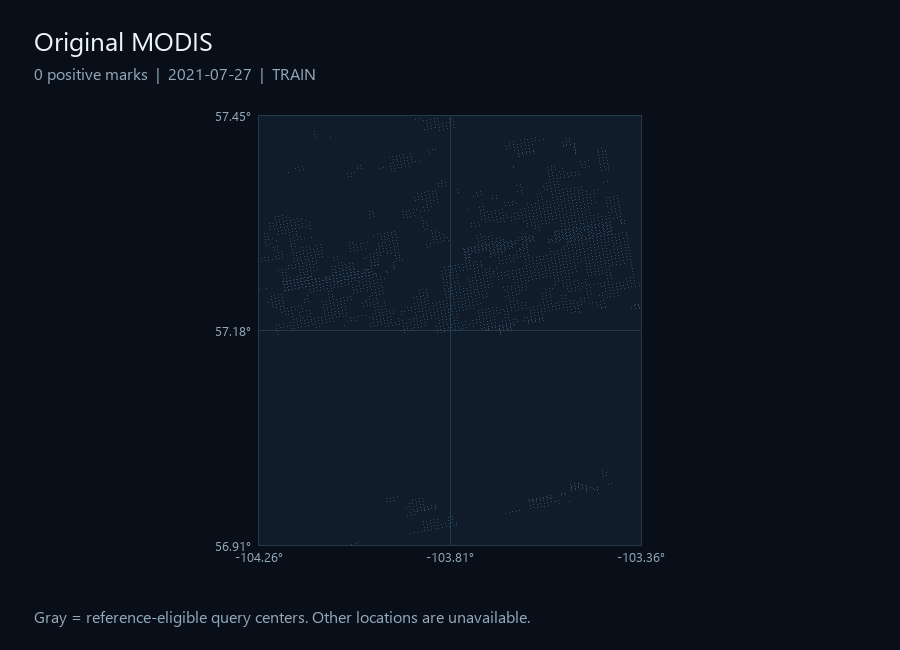 Original MODIS
0 positive marks | 2021-07-27 | TRAIN
57.45°
57.18°
56.91°
-104.26°
-103.81°
-103.36°
Gray = reference-eligible query centers. Other locations are unavailable.